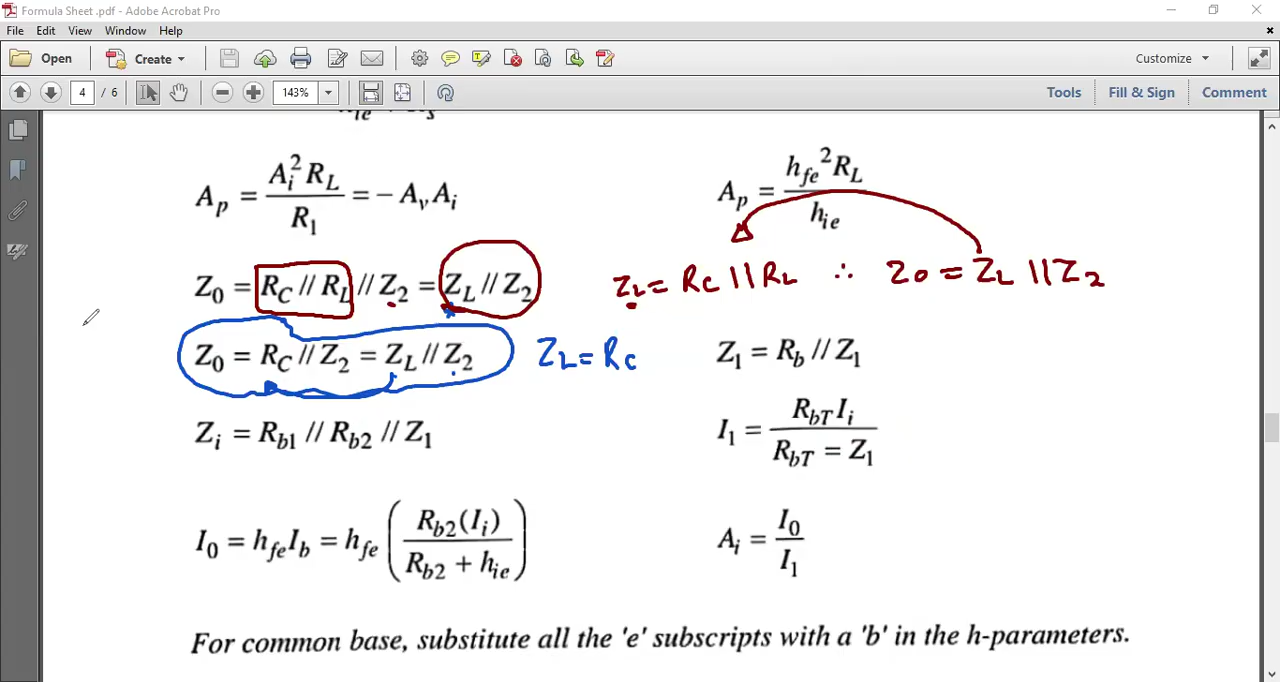 Formula Sheet .pdf - Adobe Acrobat Pro
File Edit View Window Help
Open Create Customize
4 / 6 143% Tools Fill & Sign Comment
A_p = A_i^2 R_L / R_1 = − A_v A_i
A_p = h_fe^2 R_L / h_ie
Z_0 = R_C // R_L // Z_2 = Z_L // Z_2
Z_L = R_C // R_L ∴ Z_0 = Z_L // Z_2
Z_0 = R_C // Z_2 = Z_L // Z_2
Z_L = R_C
Z_1 = R_b // Z_1
Z_i = R_b1 // R_b2 // Z_1
I_1 = R_bT I_i / R_bT = Z_1
I_0 = h_fe I_b = h_fe ( R_b2 (I_i) / R_b2 + h_ie )
A_i = I_0 / I_1
For common base, substitute all the 'e' subscripts with a 'b' in the h-parameters.